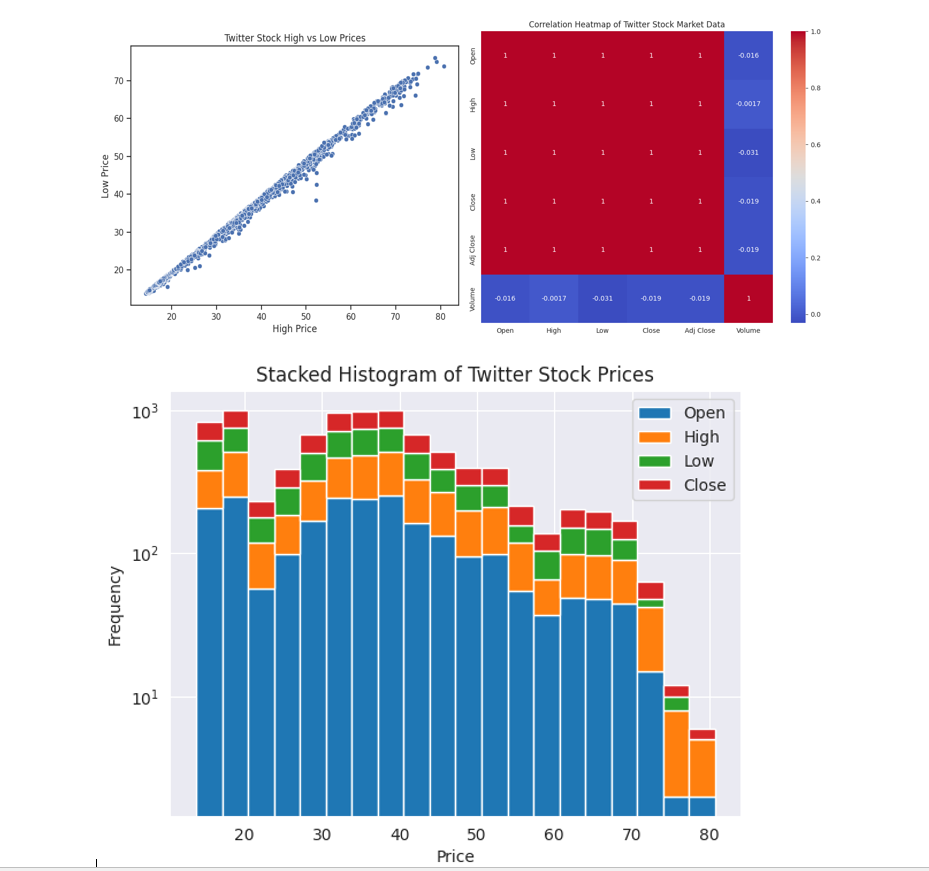 Twitter Stock High vs Low Prices
Low Price
70
60
50
40
30
20
20 30 40 50 60 70 80
High Price
Correlation Heatmap of Twitter Stock Market Data
Open 1 1 1 1 1 -0.016
High 1 1 1 1 1 -0.0017
Low 1 1 1 1 1 -0.031
Close 1 1 1 1 1 -0.019
Adj Close 1 1 1 1 1 -0.019
Volume -0.016 -0.0017 -0.031 -0.019 -0.019 1
Open High Low Close Adj Close Volume
1.0
0.8
0.6
0.4
0.2
0.0
Stacked Histogram of Twitter Stock Prices
Open
High
Low
Close
Frequency
10³
10²
10¹
20 30 40 50 60 70 80
Price